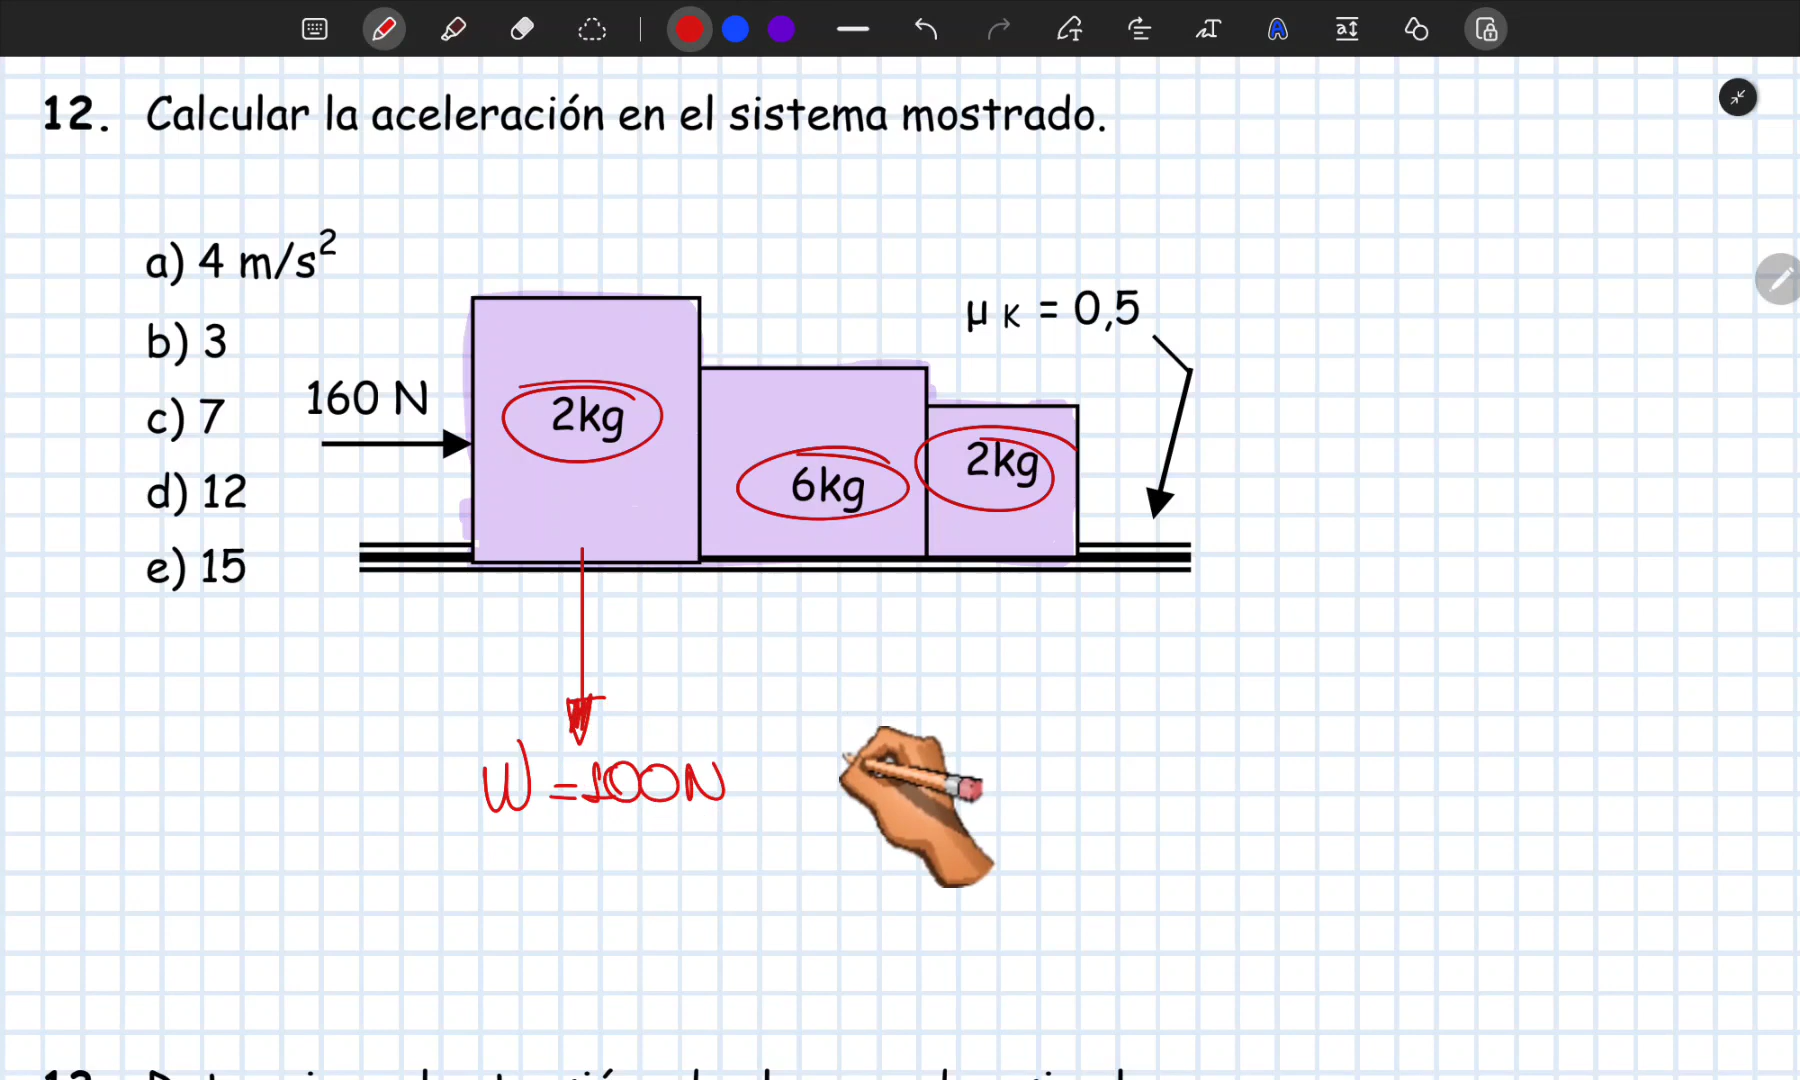 12. Calcular la aceleración en el sistema mostrado.
a) 4 m/s²
b) 3
c) 7
d) 12
e) 15
160 N
2kg
6kg
2kg
μ K = 0,5
W = 100N